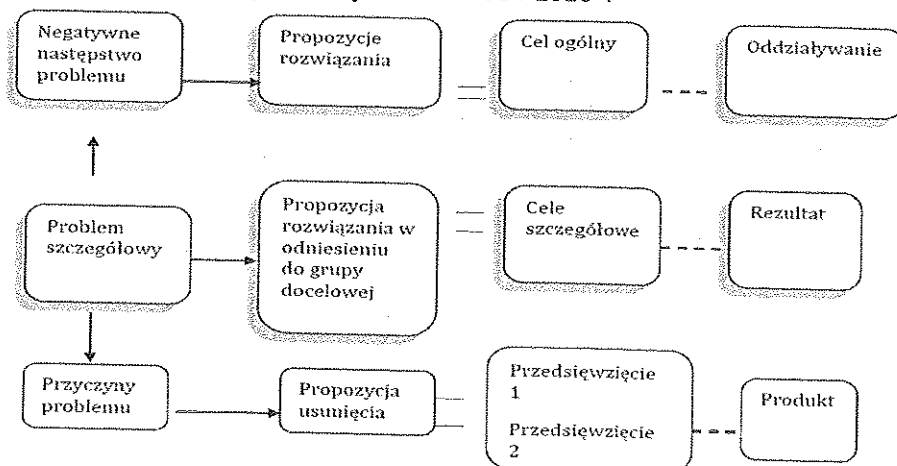 Negatywne
następstwo
problemu
Propozycje
rozwiązania
Cel ogólny
Oddziaływanie
Problem
szczegółowy
Propozycja
rozwiązania w
odniesieniu
do grupy
docelowej
Cele
szczegółowe
Rezultat
Przyczyny
problemu
Propozycja
usunięcia
Przedsięwzięcie
1
Przedsięwzięcie
2
Produkt